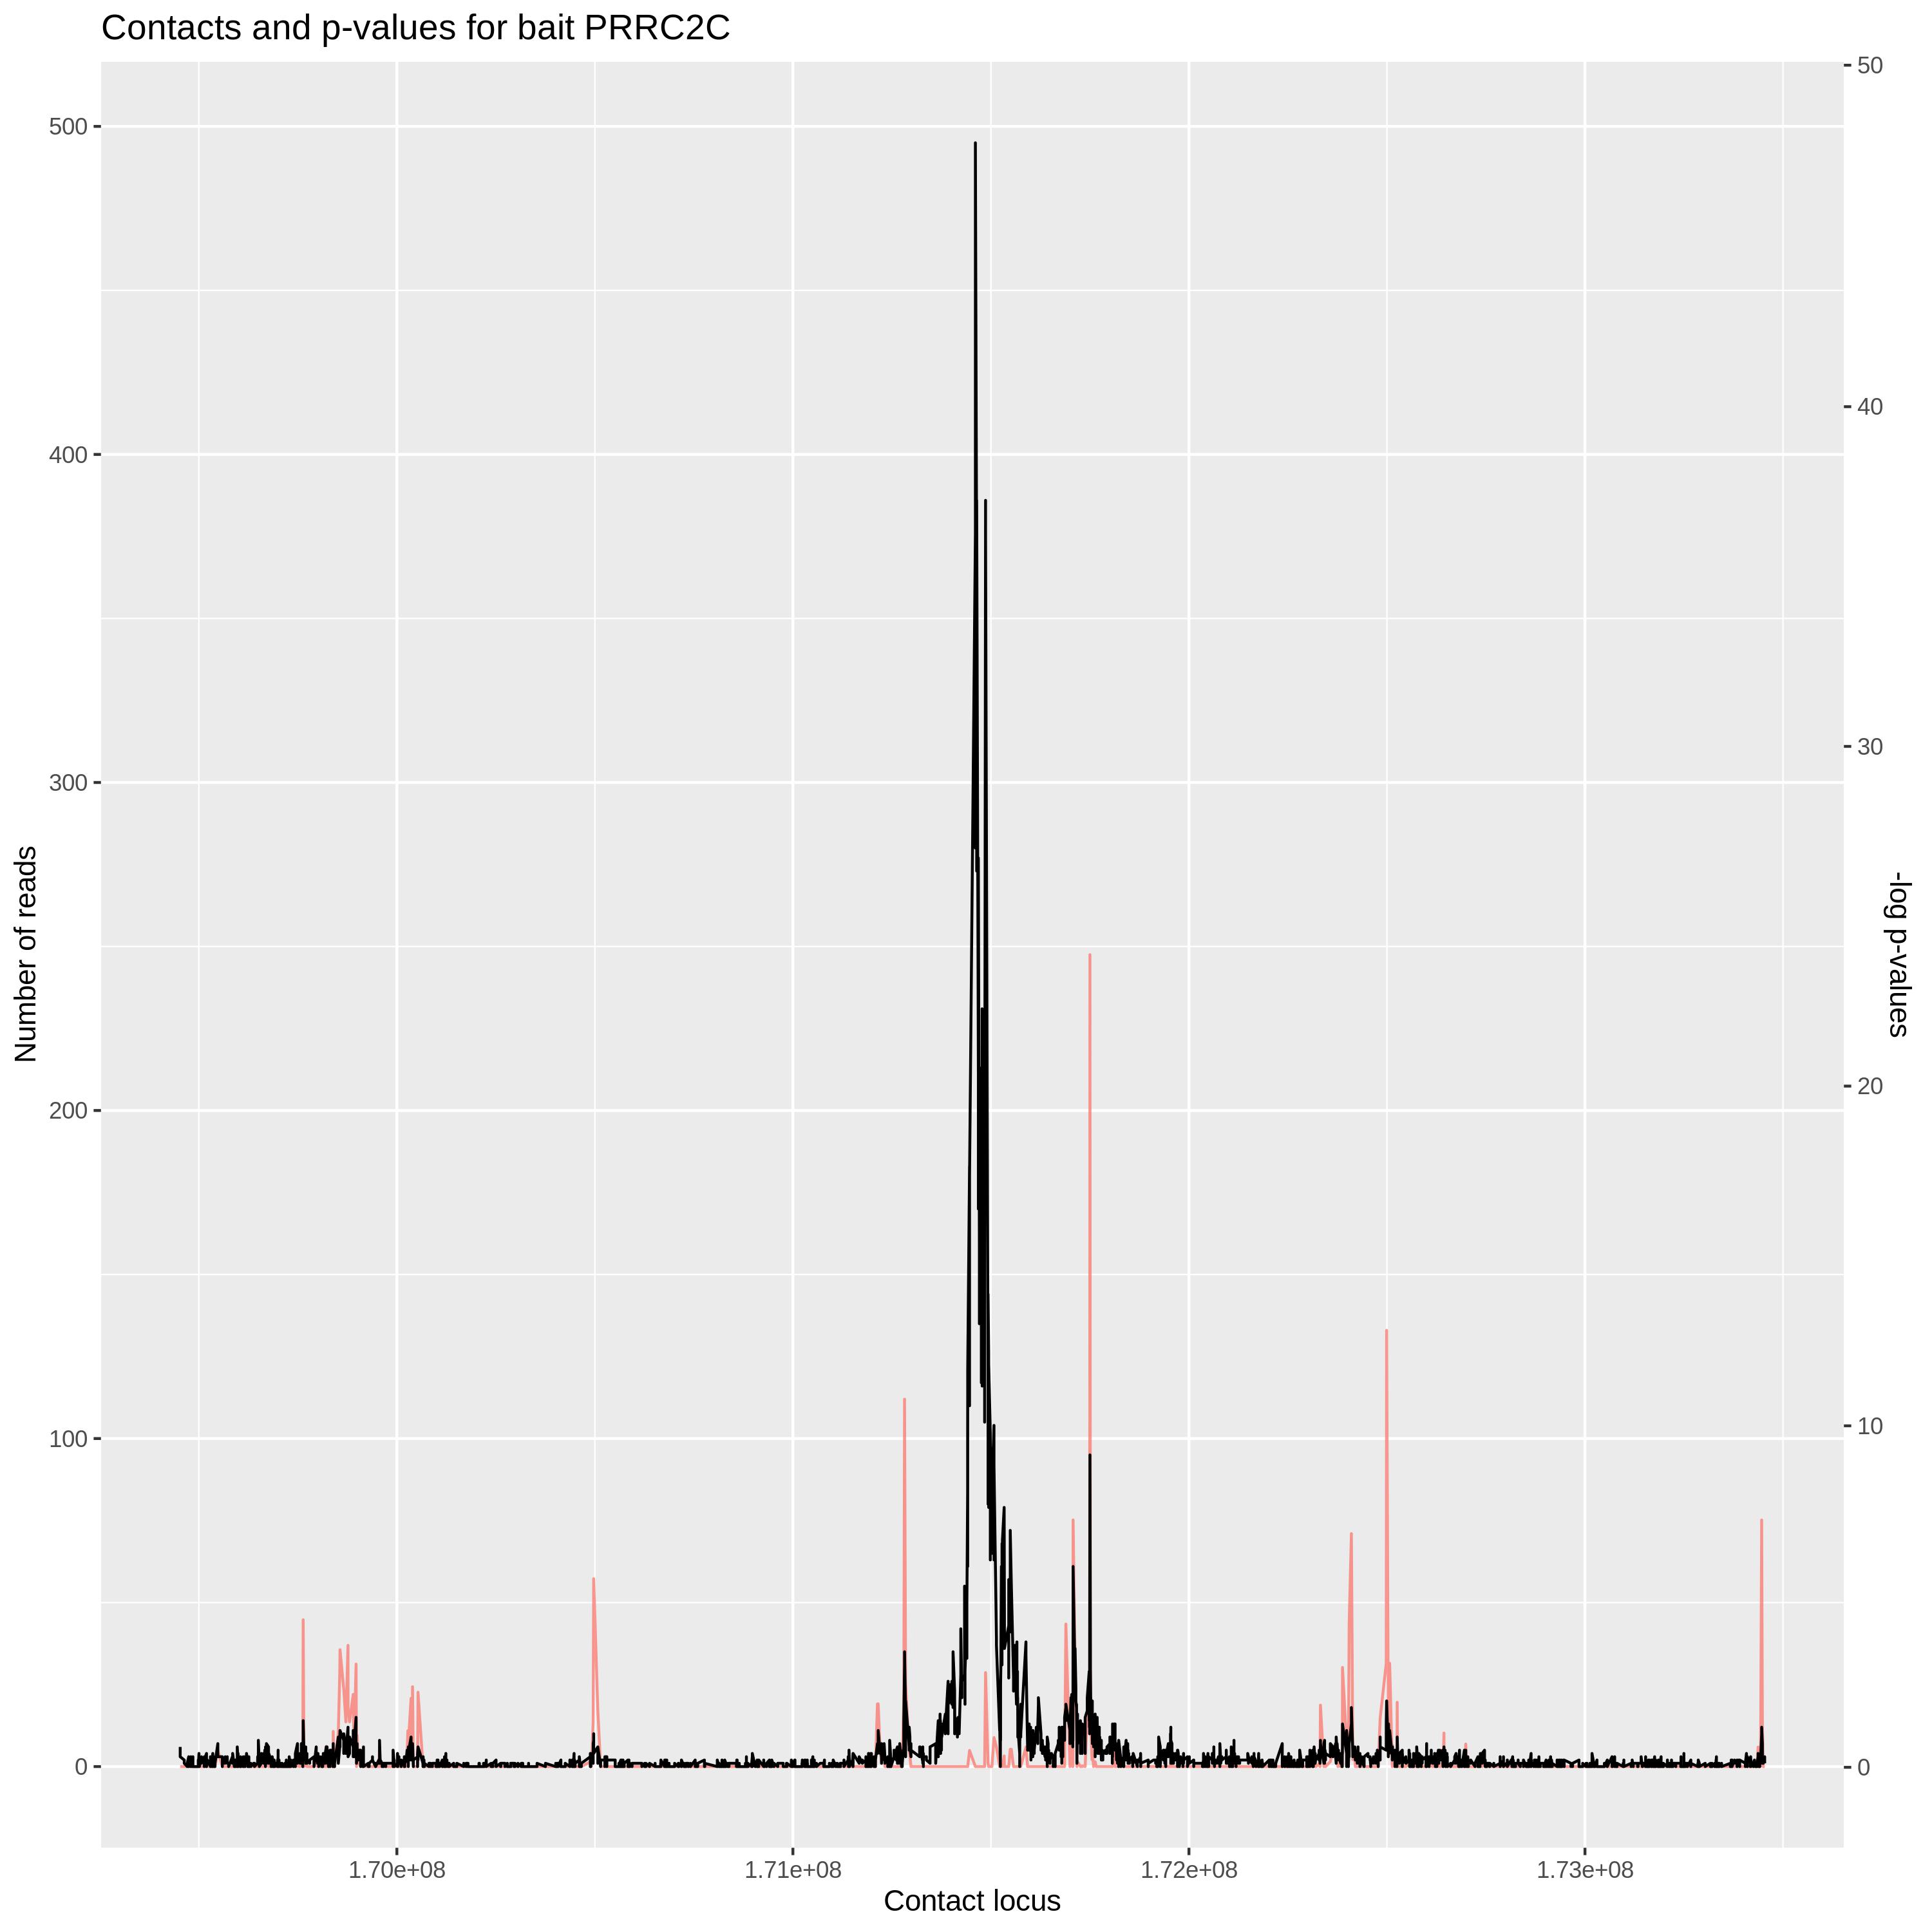 Contacts and p-values for bait PRRC2C
500
400
300
200
100
0
Number of reads
50
40
30
20
10
0
-log p-values
1.70e+08
1.71e+08
1.72e+08
1.73e+08
Contact locus